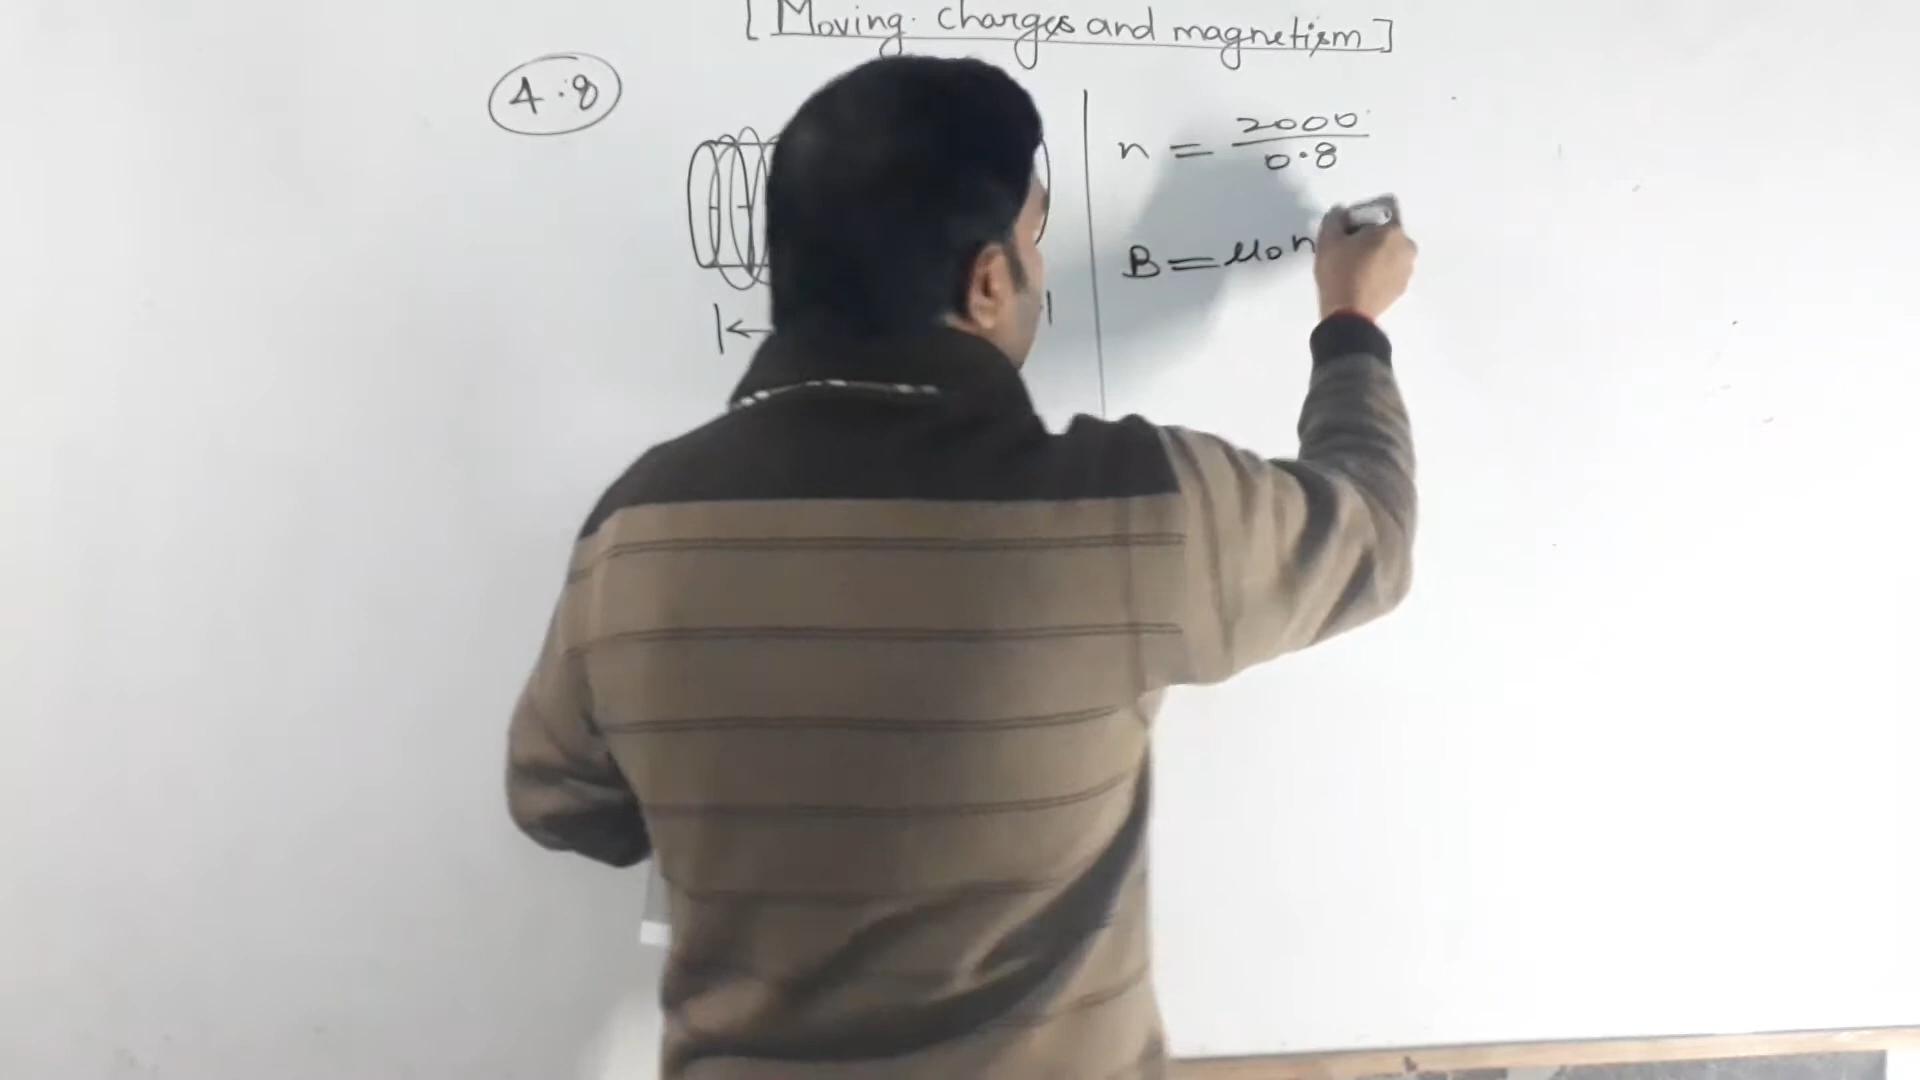 [ Moving charges and magnetism ]
4.8
n = 2000 / 0.8
B = μ₀n